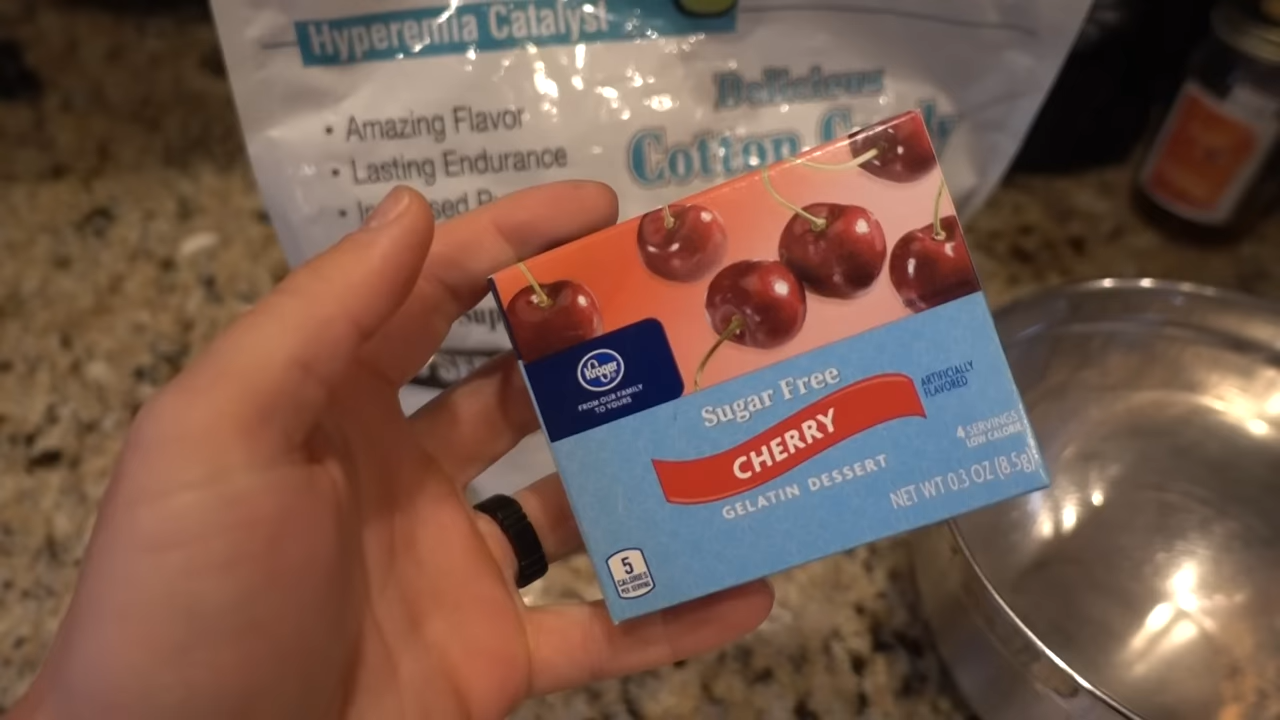 Hyperemia Catalyst
• Amazing Flavor
• Lasting Endurance
Delicious
Cotton
Kroger
FROM OUR FAMILY
TO YOURS
Sugar Free
CHERRY
GELATIN DESSERT
ARTIFICIALLY
FLAVORED
4 SERVINGS
LOW CALORIE
NET WT 0.3 OZ (8.5g)
5
CALORIES
PER SERVING